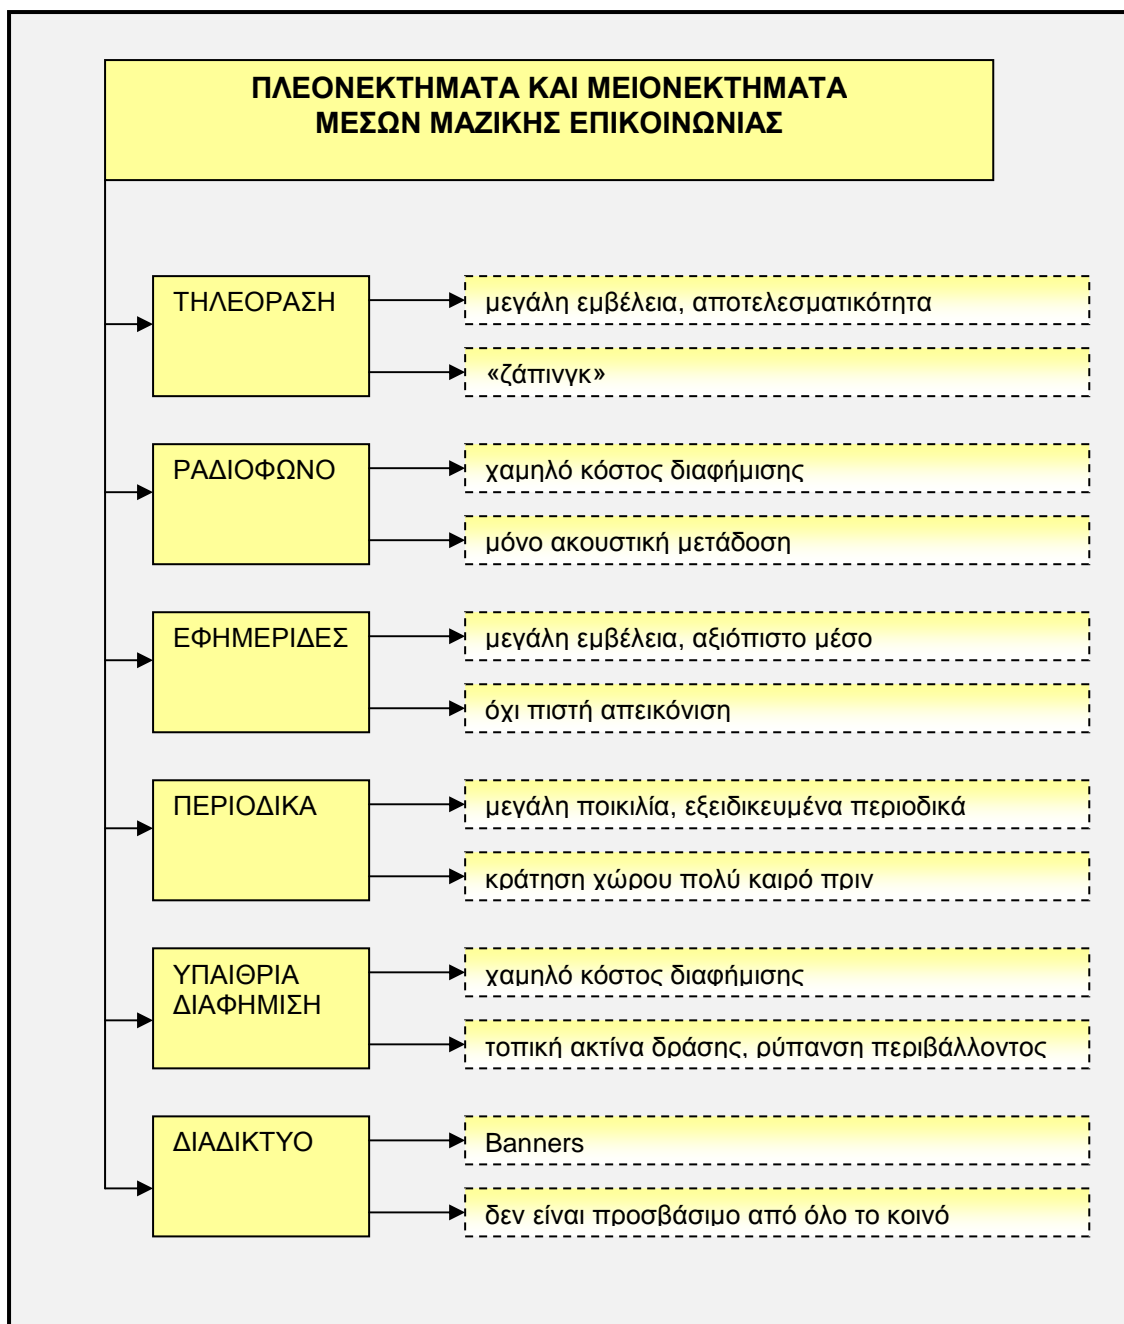 ΠΛΕΟΝΕΚΤΗΜΑΤΑ ΚΑΙ ΜΕΙΟΝΕΚΤΗΜΑΤΑ
ΜΕΣΩΝ ΜΑΖΙΚΗΣ ΕΠΙΚΟΙΝΩΝΙΑΣ
ΤΗΛΕΟΡΑΣΗ
μεγάλη εμβέλεια, αποτελεσματικότητα
«ζάπινγκ»
ΡΑΔΙΟΦΩΝΟ
χαμηλό κόστος διαφήμισης
μόνο ακουστική μετάδοση
ΕΦΗΜΕΡΙΔΕΣ
μεγάλη εμβέλεια, αξιόπιστο μέσο
όχι πιστή απεικόνιση
ΠΕΡΙΟΔΙΚΑ
μεγάλη ποικιλία, εξειδικευμένα περιοδικά
κράτηση χώρου πολύ καιρό πριν
ΥΠΑΙΘΡΙΑ
ΔΙΑΦΗΜΙΣΗ
χαμηλό κόστος διαφήμισης
τοπική ακτίνα δράσης, ρύπανση περιβάλλοντος
ΔΙΑΔΙΚΤΥΟ
Banners
δεν είναι προσβάσιμο από όλο το κοινό